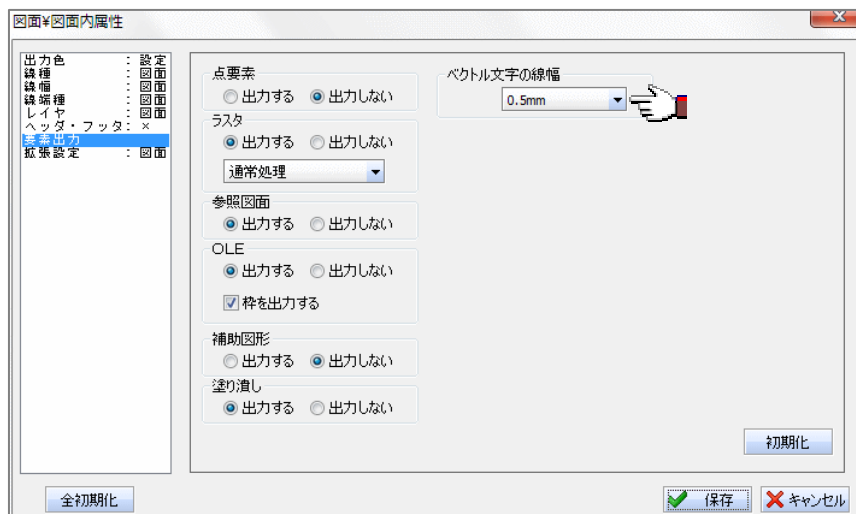 図面¥図面内属性
出力色 : 設定
線種 : 図面
線幅 : 図面
線端種 : 図面
レイヤ : 図面
ヘッダ・フッタ: ×
要素出力
拡張設定 : 図面
点要素
出力する 出力しない
ラスタ
出力する 出力しない
通常処理
参照図面
出力する 出力しない
OLE
出力する 出力しない
枠を出力する
補助図形
出力する 出力しない
塗り潰し
出力する 出力しない
ベクトル文字の線幅
0.5mm
初期化
全初期化
保存
キャンセル